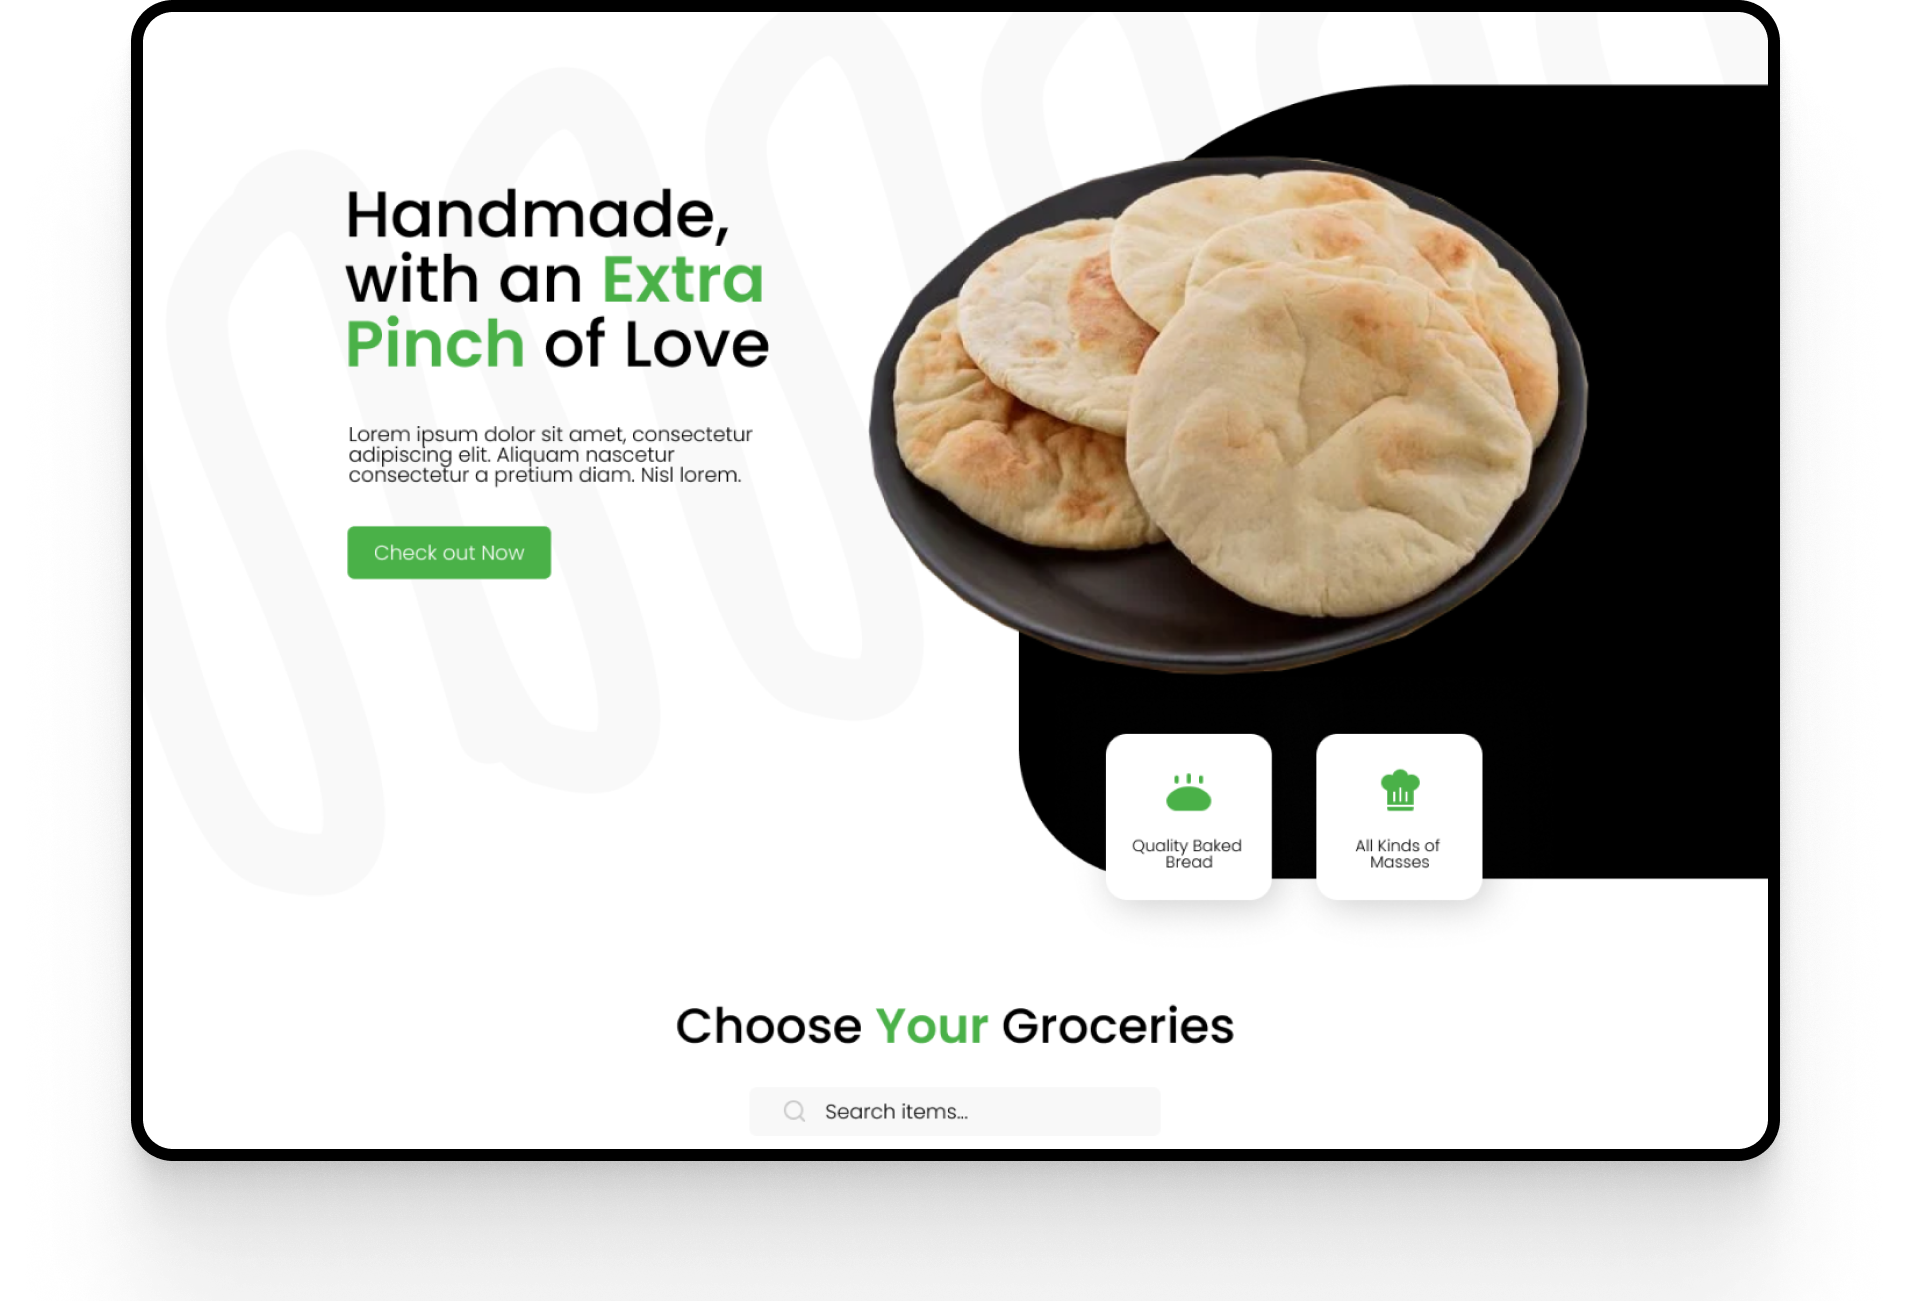 Handmade,
with an Extra
Pinch of Love
Lorem ipsum dolor sit amet, consectetur
adipiscing elit. Aliquam nascetur
consectetur a pretium diam. Nisl lorem.
Check out Now
Quality Baked
Bread
All Kinds of
Masses
Choose Your Groceries
Search items...